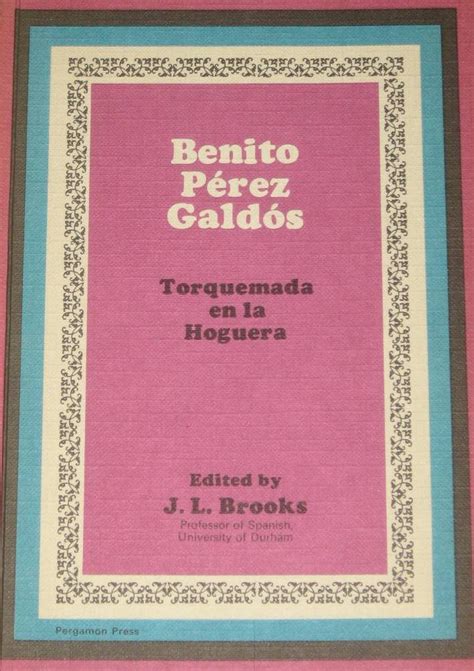 Benito
Pérez
Galdós
Torquemada
en la
Hoguera
Edited by
J. L. Brooks
Professor of Spanish,
University of Durham
Pergamon Press